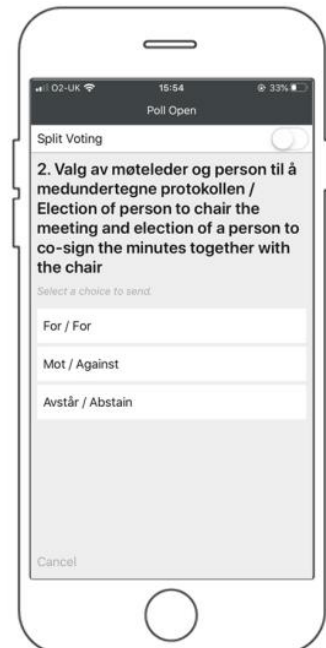 O2-UK 15:54 33%
Poll Open
Split Voting
2. Valg av møteleder og person til å
medundertegne protokollen /
Election of person to chair the
meeting and election of a person to
co-sign the minutes together with
the chair
Select a choice to send.
For / For
Mot / Against
Avstår / Abstain
Cancel